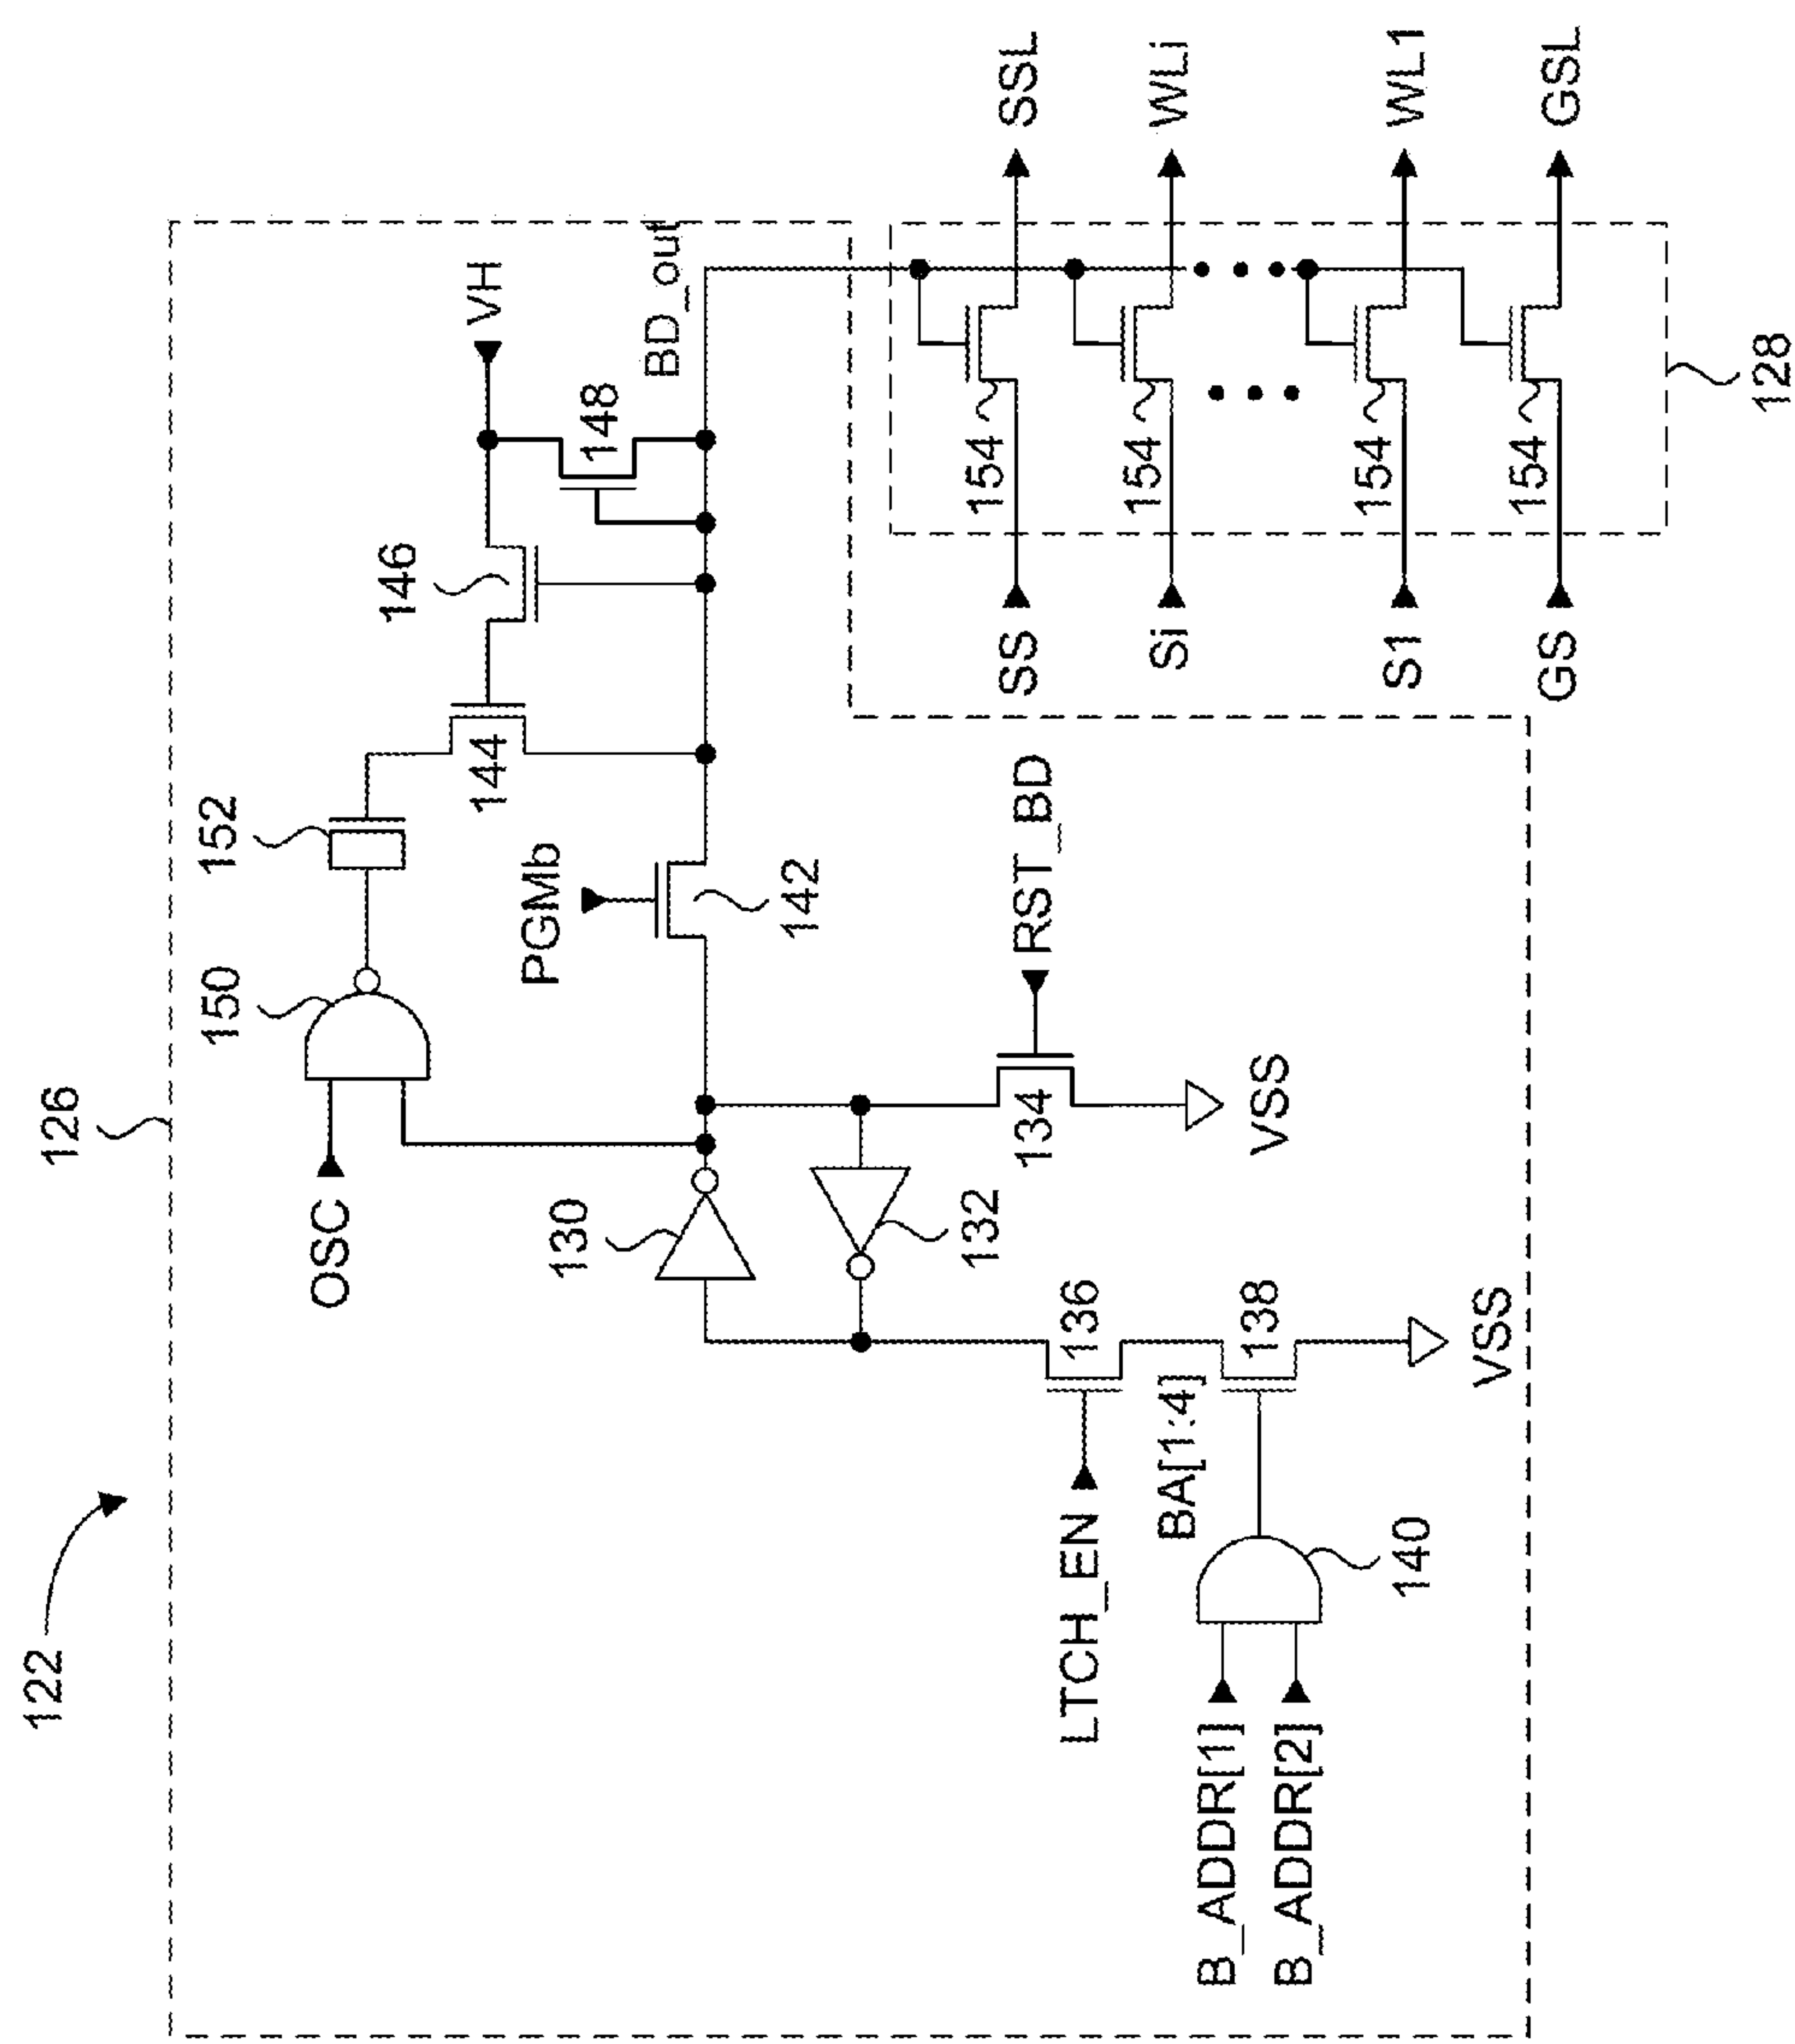 122
126
OSC
150
152
144
146
VH
148
BD_out
PGMb
142
130
132
134
RST_BD
VSS
LTCH_EN
136
BA[1:4]
138
B_ADDR[1]
B_ADDR[2]
140
VSS
SS
154
SSL
Si
154
WLi
S1
154
WL1
GS
154
GSL
128